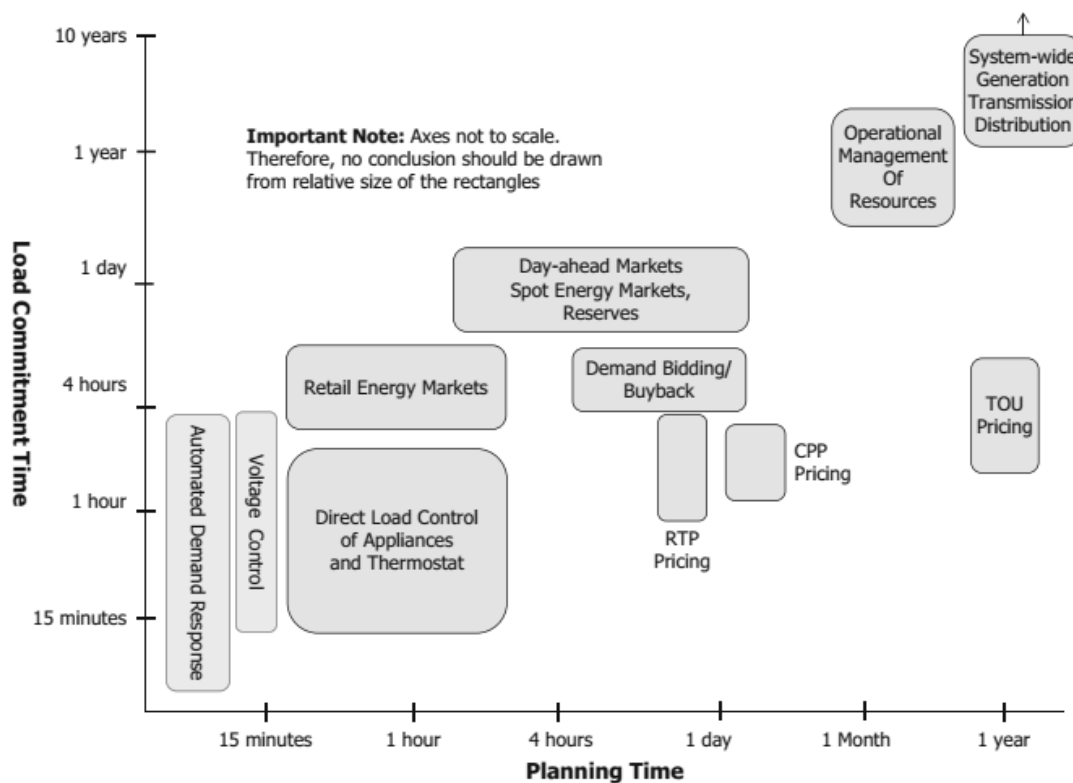 10 years
System-wide
Generation
Transmission
Distribution
Important Note: Axes not to scale.
Therefore, no conclusion should be drawn
from relative size of the rectangles
1 year
Operational
Management
Of
Resources
1 day
Day-ahead Markets
Spot Energy Markets,
Reserves
4 hours
Retail Energy Markets
Demand Bidding/
Buyback
TOU
Pricing
Load Commitment Time
Automated Demand Response
Voltage Control
CPP
Pricing
1 hour
Direct Load Control
of Appliances
and Thermostat
RTP
Pricing
15 minutes
15 minutes
1 hour
4 hours
1 day
1 Month
1 year
Planning Time